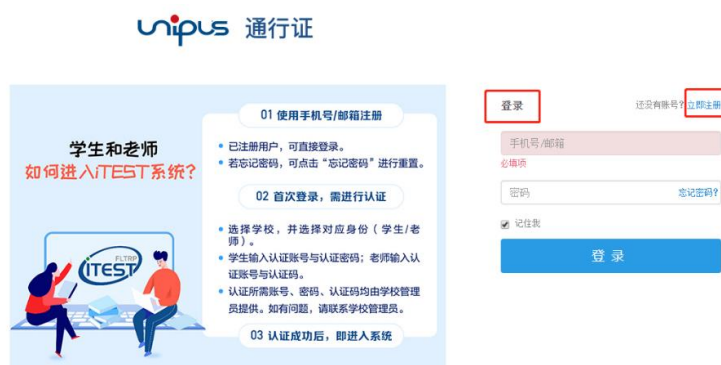 unipus 通行证
学生和老师
如何进入iTEST系统?
FLTRP
iTEST
01 使用手机号/邮箱注册
已注册用户，可直接登录。
若忘记密码，可点击“忘记密码”进行重置。
02 首次登录，需进行认证
选择学校，并选择对应身份（学生/老
师）。
学生输入认证账号与认证密码；老师输入认
证账号与认证码。
认证所需账号、密码、认证码均由学校管理
员提供。如有问题，请联系学校管理员。
03 认证成功后，即进入系统
登录
还没有账号？立即注册
手机号/邮箱
必填项
密码
忘记密码?
记住我
登 录